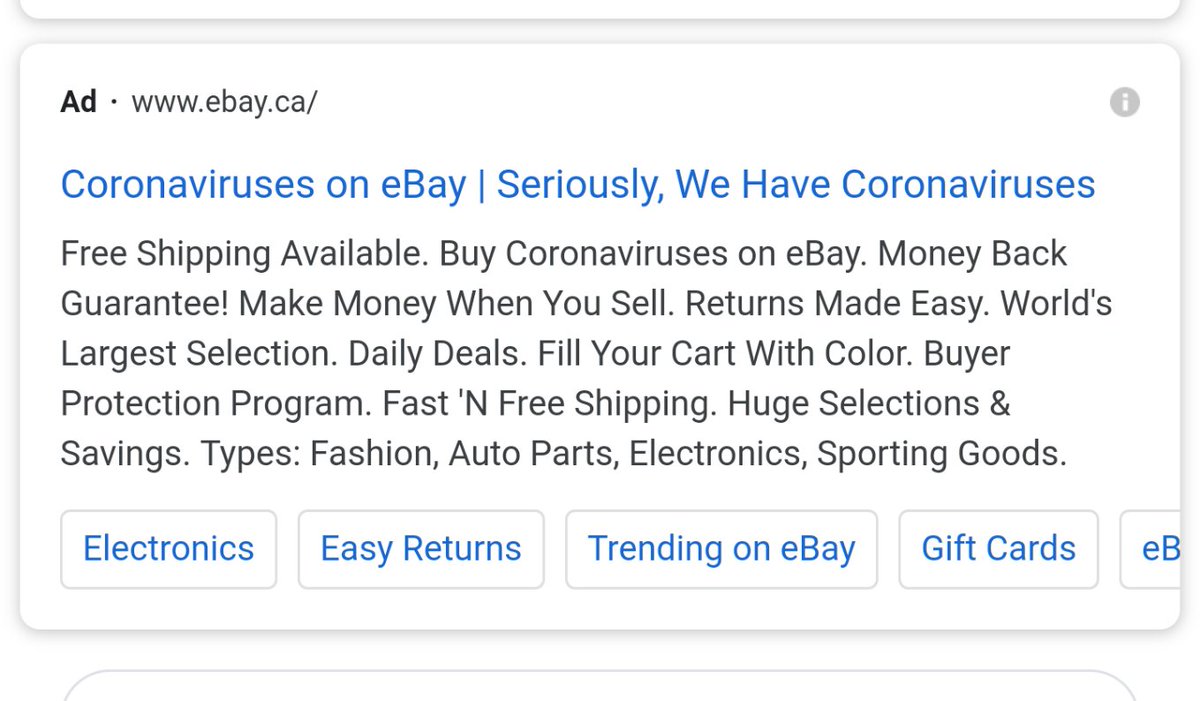 Ad · www.ebay.ca/
Coronaviruses on eBay | Seriously, We Have Coronaviruses
Free Shipping Available. Buy Coronaviruses on eBay. Money Back
Guarantee! Make Money When You Sell. Returns Made Easy. World's
Largest Selection. Daily Deals. Fill Your Cart With Color. Buyer
Protection Program. Fast 'N Free Shipping. Huge Selections &
Savings. Types: Fashion, Auto Parts, Electronics, Sporting Goods.
Electronics Easy Returns Trending on eBay Gift Cards eB